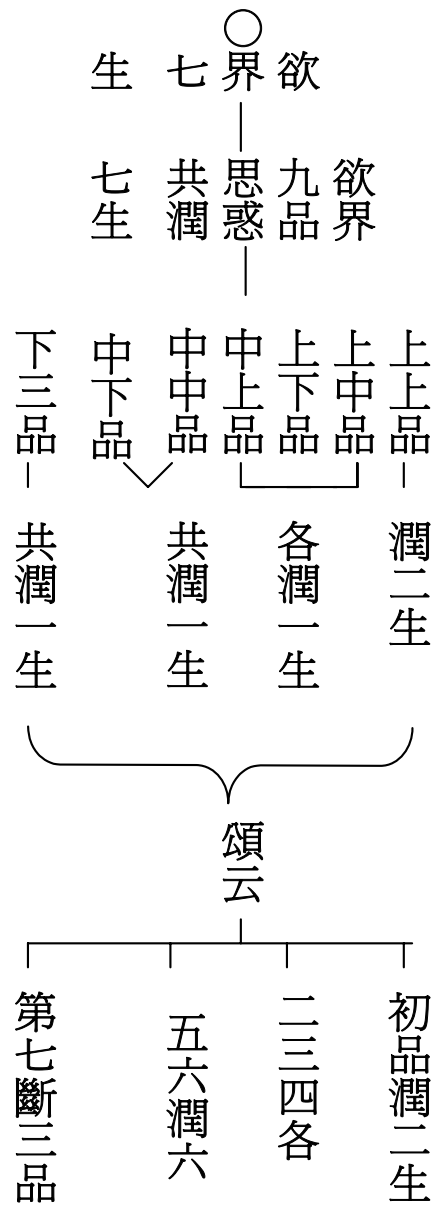 ○欲界七生
欲界九品思惑共潤七生
上上品
上中品
上下品
中上品
中中品
中下品
下三品
潤二生
各潤一生
共潤一生
共潤一生
頌云
初品潤二生
二三四各
五六潤六
第七斷三品